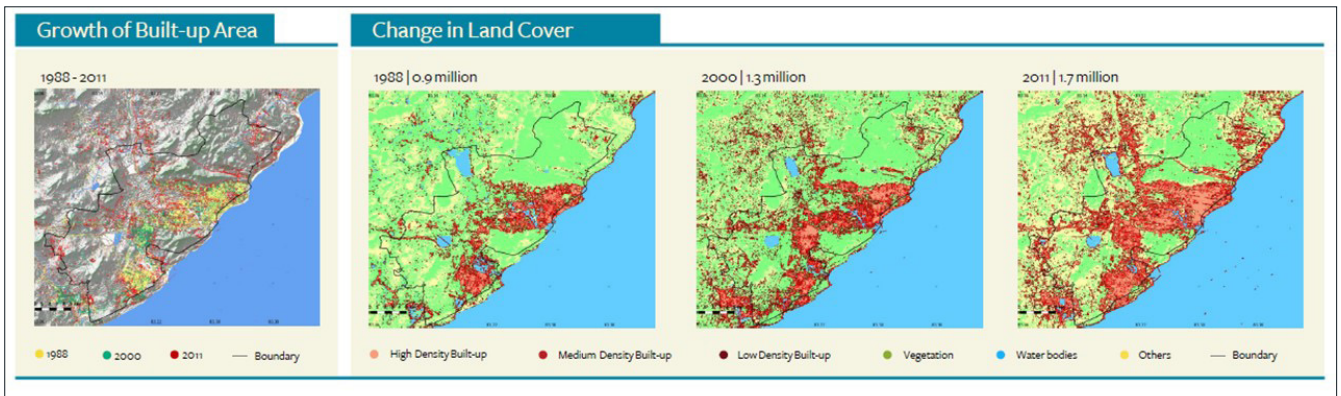 Growth of Built-up Area
Change in Land Cover
1988 - 2011
1988 | 0.9 million
2000 | 1.3 million
2011 | 1.7 million
1988
2000
2011
Boundary
High Density Built-up
Medium Density Built-up
Low Density Built-up
Vegetation
Water bodies
Others
Boundary